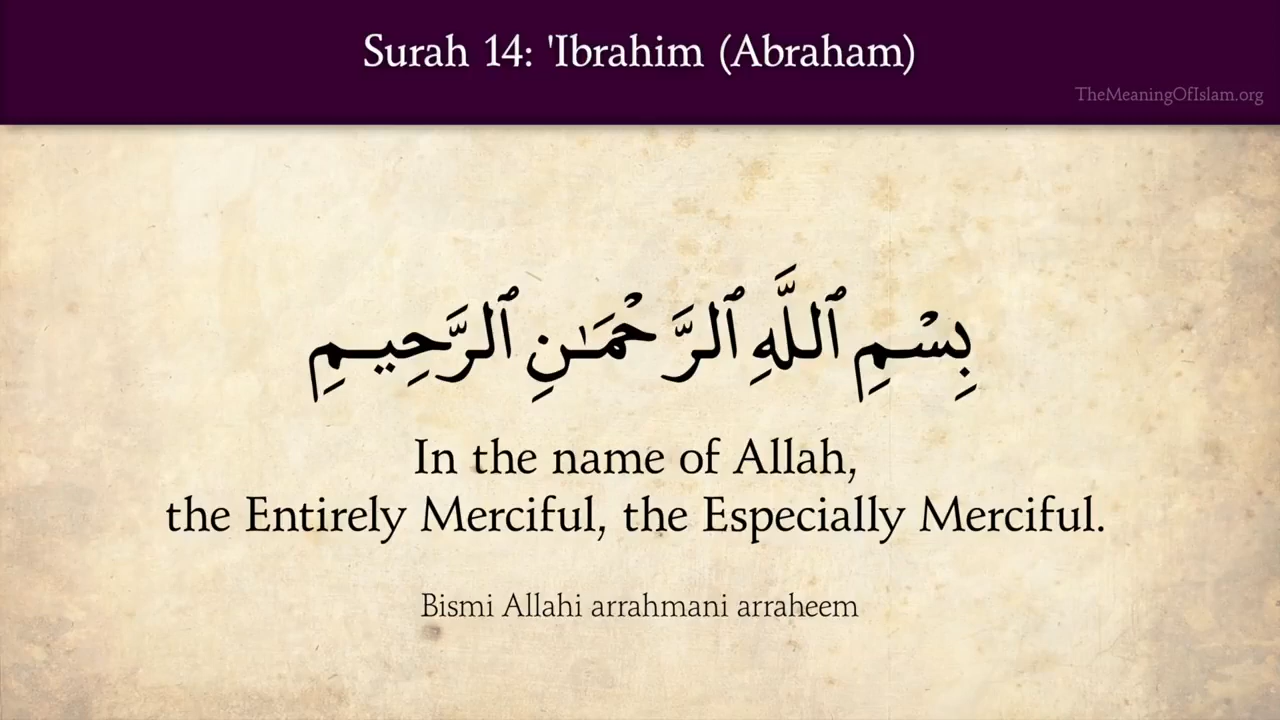 Surah 14: 'Ibrahim (Abraham)
TheMeaningOfIslam.org
بِسْمِ ٱللَّهِ ٱلرَّحْمَـٰنِ ٱلرَّحِيمِ
In the name of Allah,
the Entirely Merciful, the Especially Merciful.
Bismi Allahi arrahmani arraheem